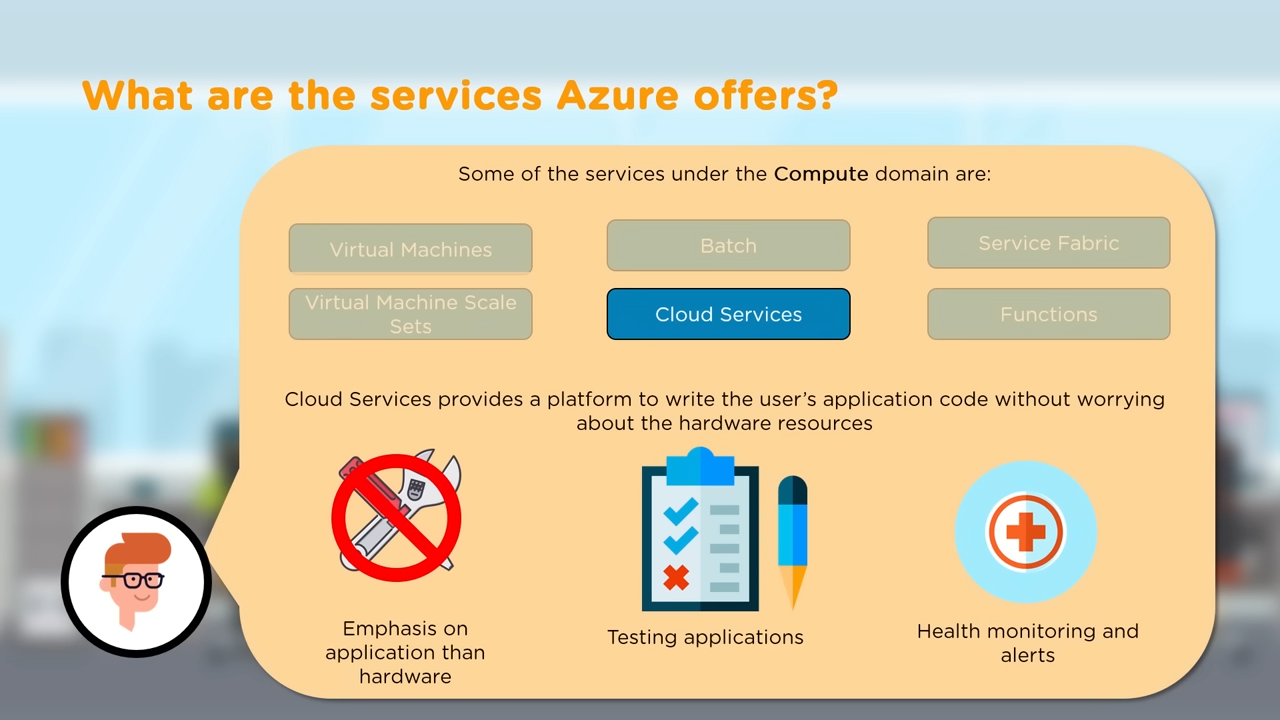 What are the services Azure offers?
Some of the services under the Compute domain are:
Virtual Machines
Batch
Service Fabric
Virtual Machine Scale
Sets
Cloud Services
Functions
Cloud Services provides a platform to write the user’s application code without worrying
about the hardware resources
Emphasis on
application than
hardware
Testing applications
Health monitoring and
alerts